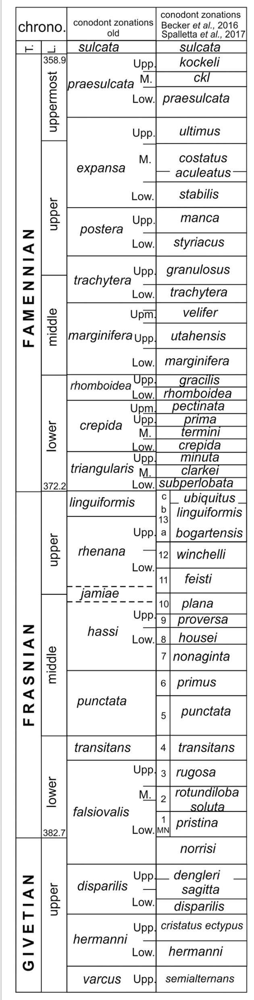 chrono.
conodont zonations
old
conodont zonations
Becker et al., 2016
Spalletta et al., 2017
T.
L.
sulcata
sulcata
358.9
FAMENNIAN
uppermost
praesulcata
Upp.
kockeli
M.
ckl
Low.
praesulcata
upper
expansa
Upp.
ultimus
M.
costatus
aculeatus
Low.
stabilis
postera
Upp.
manca
Low.
styriacus
middle
trachytera
Upp.
granulosus
Low.
trachytera
marginifera
Upm.
velifer
Upp.
utahensis
Low.
marginifera
lower
rhomboidea
Upp.
gracilis
Low.
rhomboidea
crepida
Upm.
pectinata
Upp.
prima
M.
termini
Low.
crepida
triangularis
Upp.
minuta
M.
clarkei
372.2
Low.
subperlobata
FRASNIAN
upper
linguiformis
c
ubiquitus
b
linguiformis
13
rhenana
Upp.
a
bogartensis
12
winchelli
Low.
11
feisti
jamiae
middle
hassi
10
plana
Upp.
9
proversa
Low.
8
housei
7
nonaginta
punctata
6
primus
5
punctata
lower
transitans
4
transitans
falsiovalis
Upp.
3
rugosa
M.
2
rotundiloba
soluta
Low.
1
MN
pristina
382.7
GIVETIAN
upper
norrisi
disparilis
Upp.
dengleri
sagitta
Low.
disparilis
hermanni
Upp.
cristatus ectypus
Low.
hermanni
varcus
Upp.
semialternans